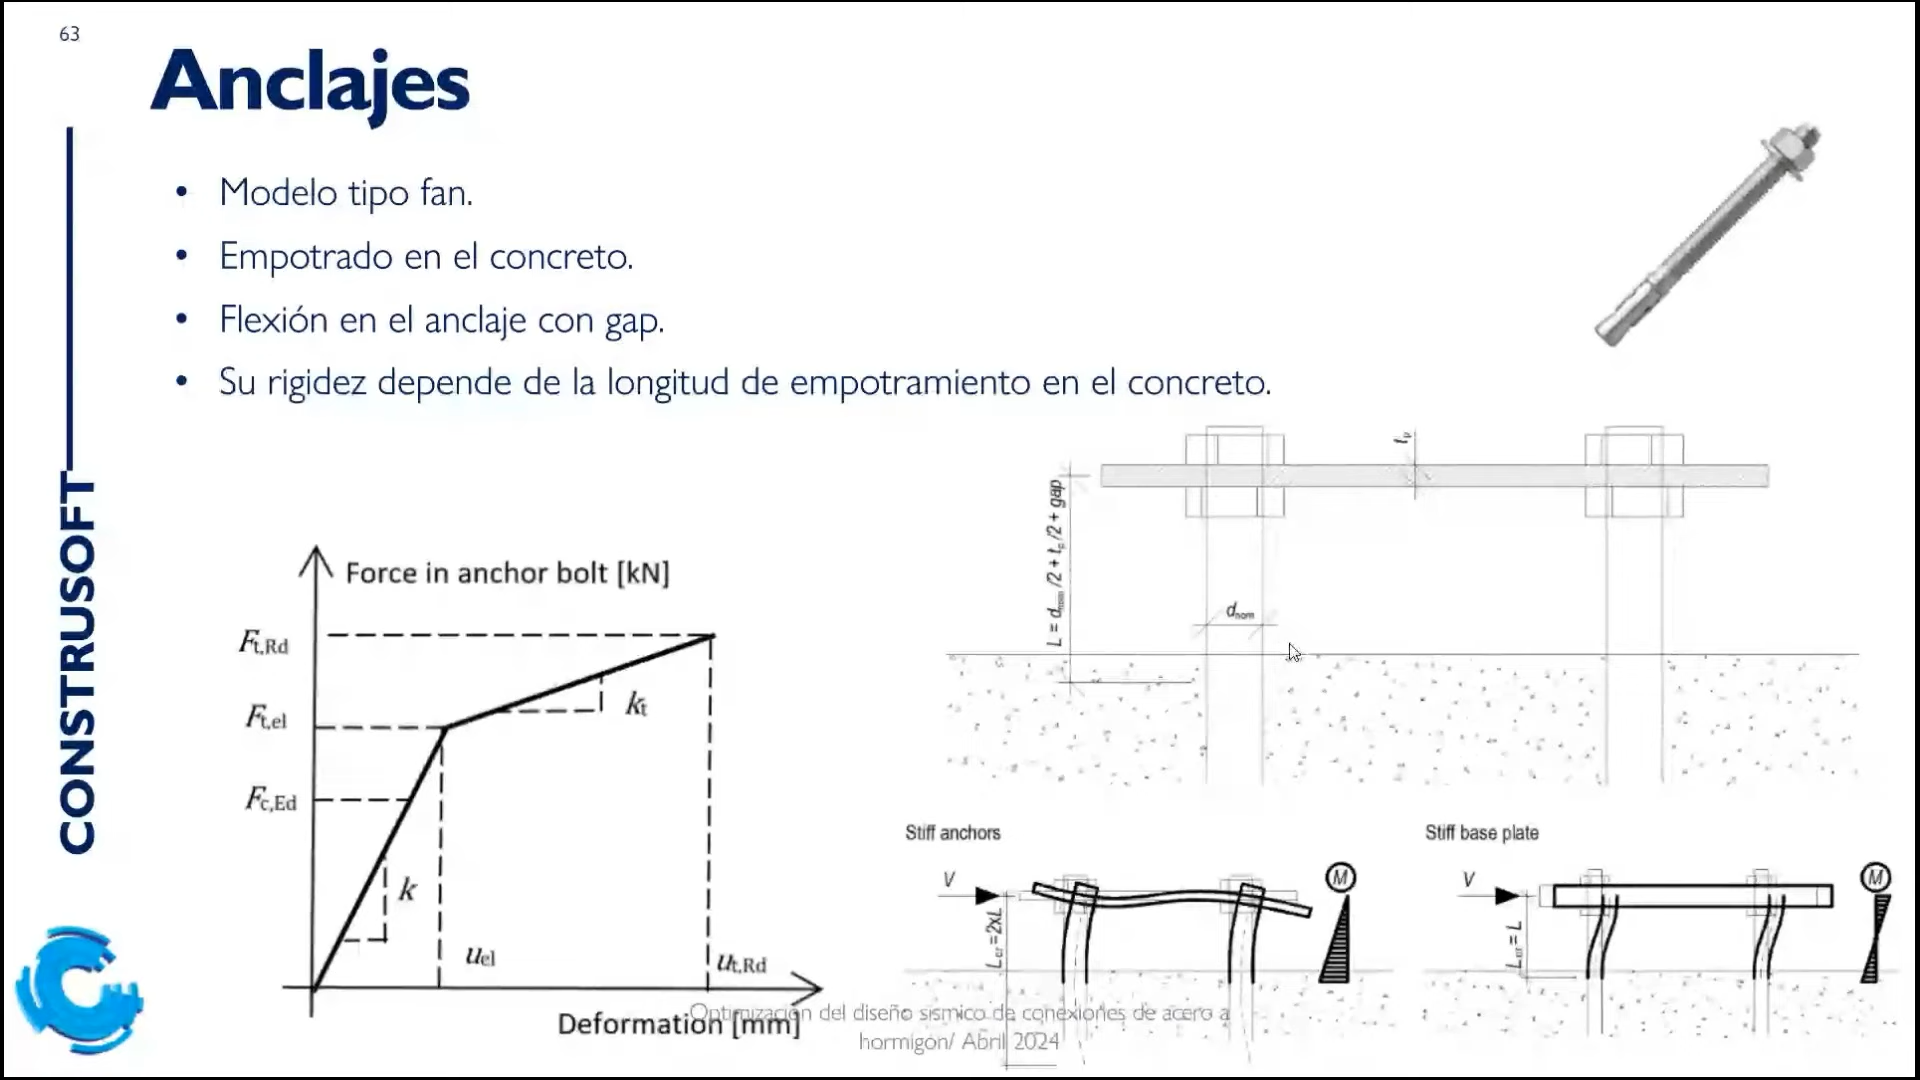 63
Anclajes
• Modelo tipo fan.
• Empotrado en el concreto.
• Flexión en el anclaje con gap.
• Su rigidez depende de la longitud de empotramiento en el concreto.
CONSTRUSOFT
Force in anchor bolt [kN]
Ft,Rd
Ft,el
Fc,Ed
kt
k
uel
ut,Rd
Deformation [mm]
tp
L = dnom/2 + tp/2 + gap
dnom
Stiff anchors
V
Lcr=2xL
M
Stiff base plate
V
Lcr=L
M
Optimización del diseño sísmico de conexiones de acero a
hormigón/ Abril 2024